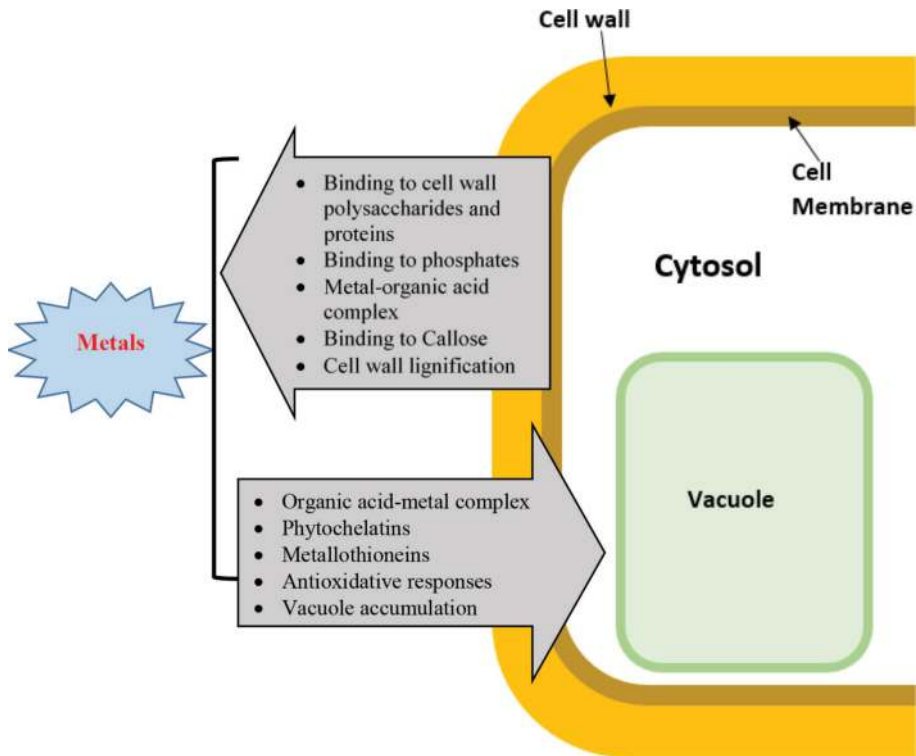 Cell wall
Cell
Membrane
• Binding to cell wall
polysaccharides and
proteins
• Binding to phosphates
• Metal-organic acid
complex
• Binding to Callose
• Cell wall lignification
Cytosol
Metals
• Organic acid-metal complex
• Phytochelatins
• Metallothioneins
• Antioxidative responses
• Vacuole accumulation
Vacuole